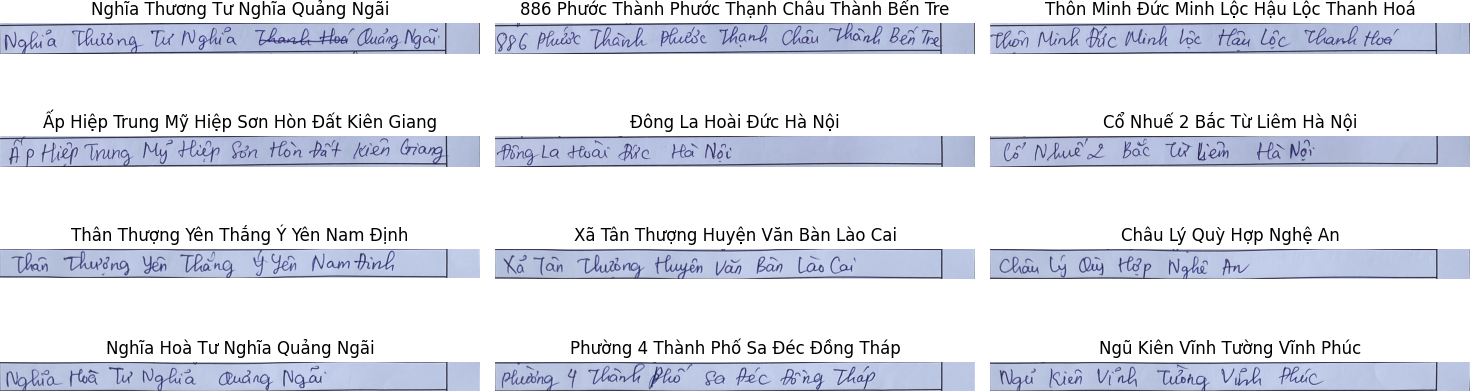 Nghĩa Thương Tư Nghĩa Quảng Ngãi
886 Phước Thành Phước Thạnh Châu Thành Bến Tre
Thôn Minh Đức Minh Lộc Hậu Lộc Thanh Hoá
Nghĩa Thương Tư Nghĩa Thanh Hoá Quảng Ngãi
886 Phước Thành Phước Thạnh Châu Thành Bến Tre
Thôn Minh Đức Minh Lộc Hậu Lộc Thanh Hoá
Ấp Hiệp Trung Mỹ Hiệp Sơn Hòn Đất Kiên Giang
Đông La Hoài Đức Hà Nội
Cổ Nhuế 2 Bắc Từ Liêm Hà Nội
Ấp Hiệp Trung Mỹ Hiệp Sơn Hòn Đất Kiên Giang
Đông La Hoài Đức Hà Nội
Cổ Nhuế 2 Bắc Từ Liêm Hà Nội
Thân Thượng Yên Thắng Ý Yên Nam Định
Xã Tân Thượng Huyện Văn Bàn Lào Cai
Châu Lý Quỳ Hợp Nghệ An
Thân Thượng Yên Thắng Ý Yên Nam Định
Xã Tân Thượng Huyện Văn Bàn Lào Cai
Châu Lý Quỳ Hợp Nghệ An
Nghĩa Hoà Tư Nghĩa Quảng Ngãi
Phường 4 Thành Phố Sa Đéc Đồng Tháp
Ngũ Kiên Vĩnh Tường Vĩnh Phúc
Nghĩa Hoà Tư Nghĩa Quảng Ngãi
Phường 4 Thành Phố Sa Đéc Đồng Tháp
Ngũ Kiên Vĩnh Tường Vĩnh Phúc